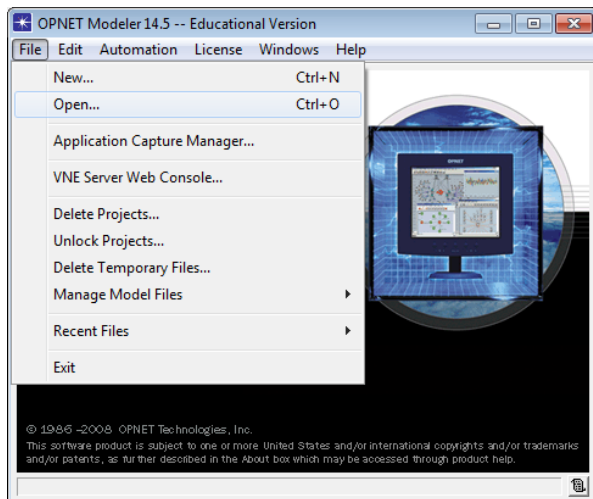 OPNET Modeler 14.5 -- Educational Version
File Edit Automation License Windows Help
New... Ctrl+N
Open... Ctrl+O
Application Capture Manager...
VNE Server Web Console...
Delete Projects...
Unlock Projects...
Delete Temporary Files...
Manage Model Files
Recent Files
Exit
OPNET
© 1986-2008 OPNET Technologies, Inc.
This software product is subject to one or more United States and/or international copyrights and/or trademarks
and/or patents, as further described in the About box which may be accessed through product help.